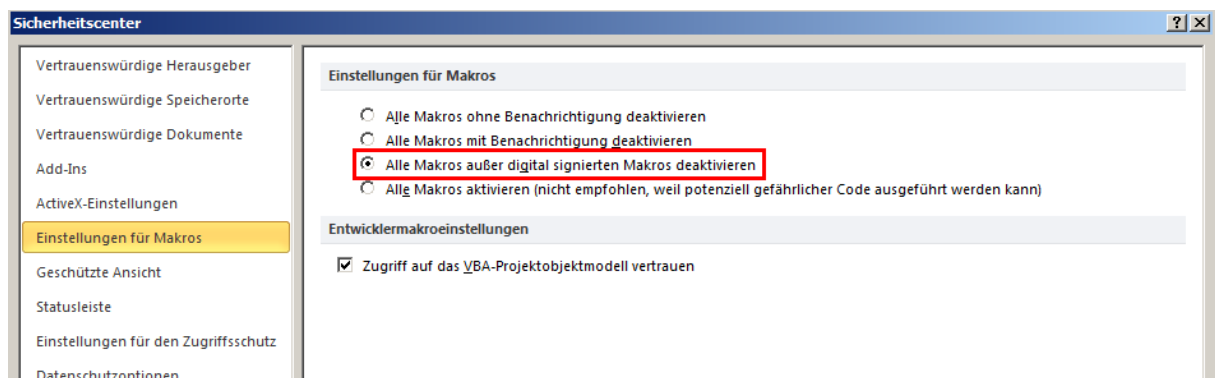 Sicherheitscenter
Vertrauenswürdige Herausgeber
Vertrauenswürdige Speicherorte
Vertrauenswürdige Dokumente
Add-Ins
ActiveX-Einstellungen
Einstellungen für Makros
Geschützte Ansicht
Statusleiste
Einstellungen für den Zugriffsschutz
Datenschutzoptionen
Einstellungen für Makros
Alle Makros ohne Benachrichtigung deaktivieren
Alle Makros mit Benachrichtigung deaktivieren
Alle Makros außer digital signierten Makros deaktivieren
Alle Makros aktivieren (nicht empfohlen, weil potenziell gefährlicher Code ausgeführt werden kann)
Entwicklermakroeinstellungen
Zugriff auf das VBA-Projektobjektmodell vertrauen